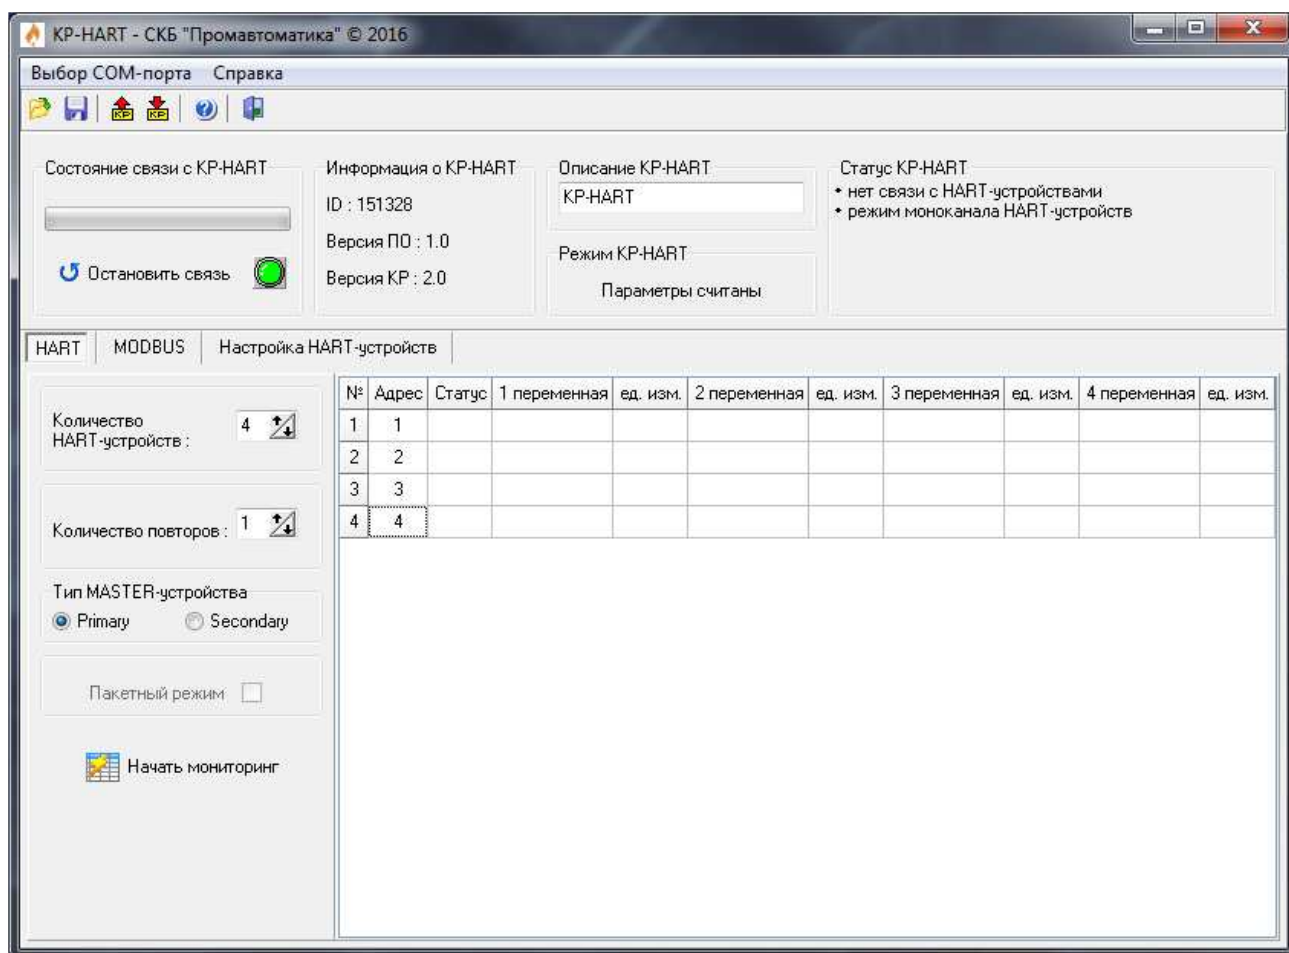 КР-HART - СКБ "Промавтоматика" © 2016
Выбор COM-порта Справка
КР КР
Состояние связи с КР-HART
Остановить связь
Информация о КР-HART
ID : 151328
Версия ПО : 1.0
Версия КР : 2.0
Описание КР-HART
КР-HART
Режим КР-HART
Параметры считаны
Статус КР-HART
• нет связи с HART-устройствами
• режим моноканала HART-устройств
HART MODBUS Настройка HART-устройств
Количество
HART-устройств : 4
Количество повторов : 1
Тип MASTER-устройства
Primary Secondary
Пакетный режим
Начать мониторинг
№ Адрес Статус 1 переменная ед. изм. 2 переменная ед. изм. 3 переменная ед. изм. 4 переменная ед. изм.
1 1
2 2
3 3
4 4